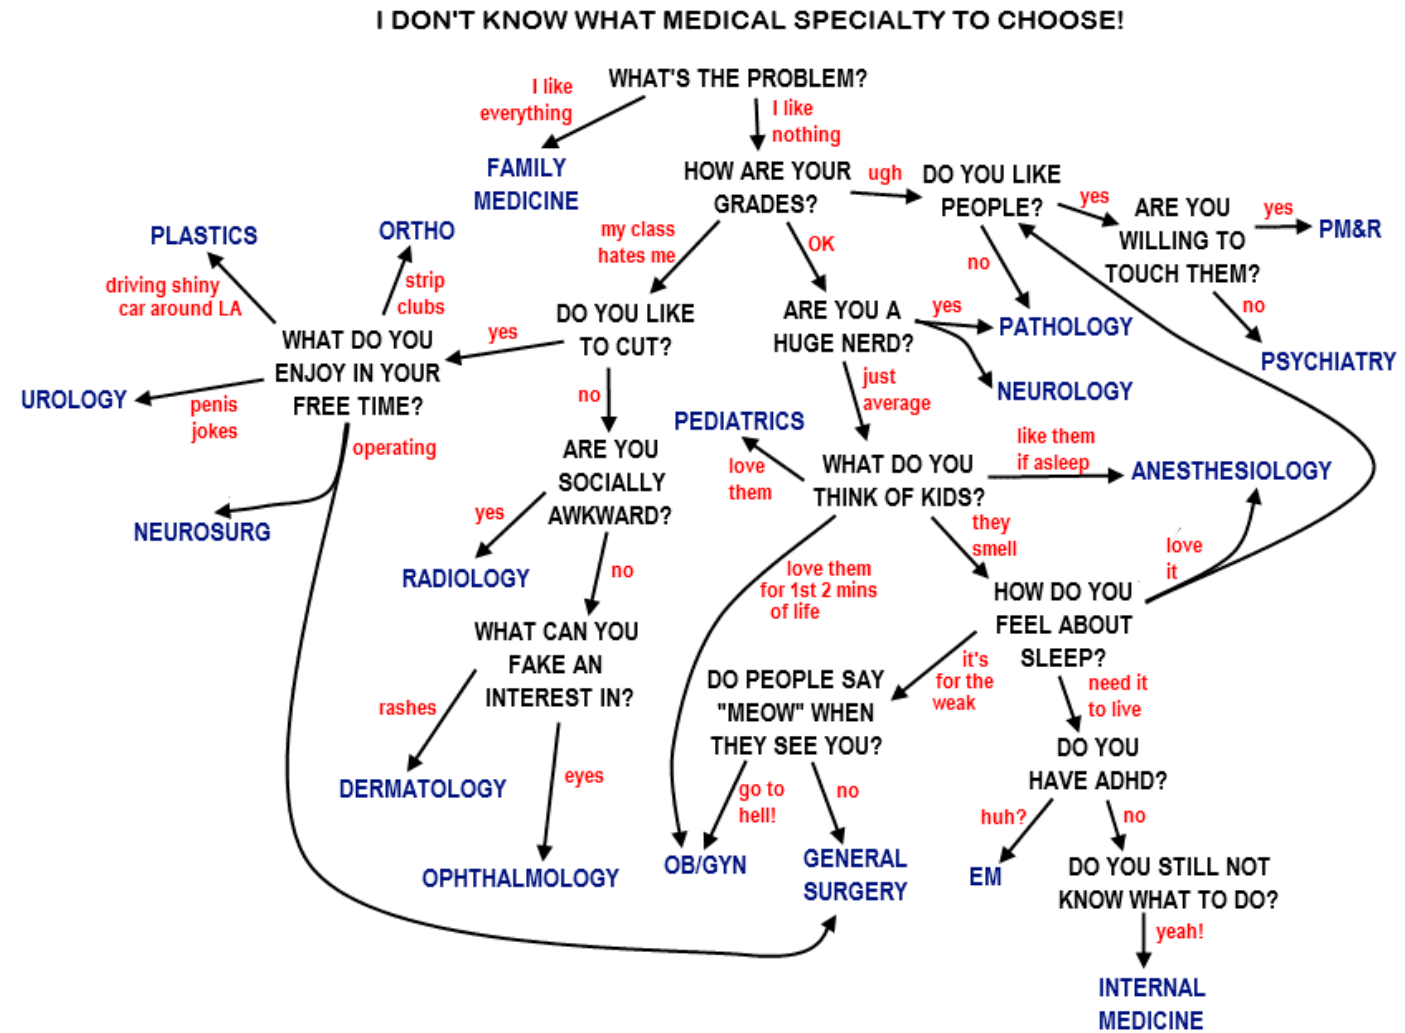 I DON'T KNOW WHAT MEDICAL SPECIALTY TO CHOOSE!
WHAT'S THE PROBLEM?
I like
everything
I like
nothing
FAMILY
MEDICINE
HOW ARE YOUR
GRADES?
ugh
DO YOU LIKE
PEOPLE?
yes
ARE YOU
WILLING TO
TOUCH THEM?
yes
PM&R
no
PSYCHIATRY
no
PATHOLOGY
my class
hates me
OK
DO YOU LIKE
TO CUT?
yes
WHAT DO YOU
ENJOY IN YOUR
FREE TIME?
PLASTICS
driving shiny
car around LA
ORTHO
strip
clubs
UROLOGY
penis
jokes
operating
NEUROSURG
no
ARE YOU
SOCIALLY
AWKWARD?
yes
RADIOLOGY
no
WHAT CAN YOU
FAKE AN
INTEREST IN?
rashes
DERMATOLOGY
eyes
OPHTHALMOLOGY
ARE YOU A
HUGE NERD?
yes
NEUROLOGY
just
average
WHAT DO YOU
THINK OF KIDS?
PEDIATRICS
love
them
like them
if asleep
ANESTHESIOLOGY
love them
for 1st 2 mins
of life
they
smell
HOW DO YOU
FEEL ABOUT
SLEEP?
love
it
it's
for the
weak
DO PEOPLE SAY
"MEOW" WHEN
THEY SEE YOU?
go to
hell!
OB/GYN
no
GENERAL
SURGERY
need it
to live
DO YOU
HAVE ADHD?
huh?
EM
no
DO YOU STILL NOT
KNOW WHAT TO DO?
yeah!
INTERNAL
MEDICINE